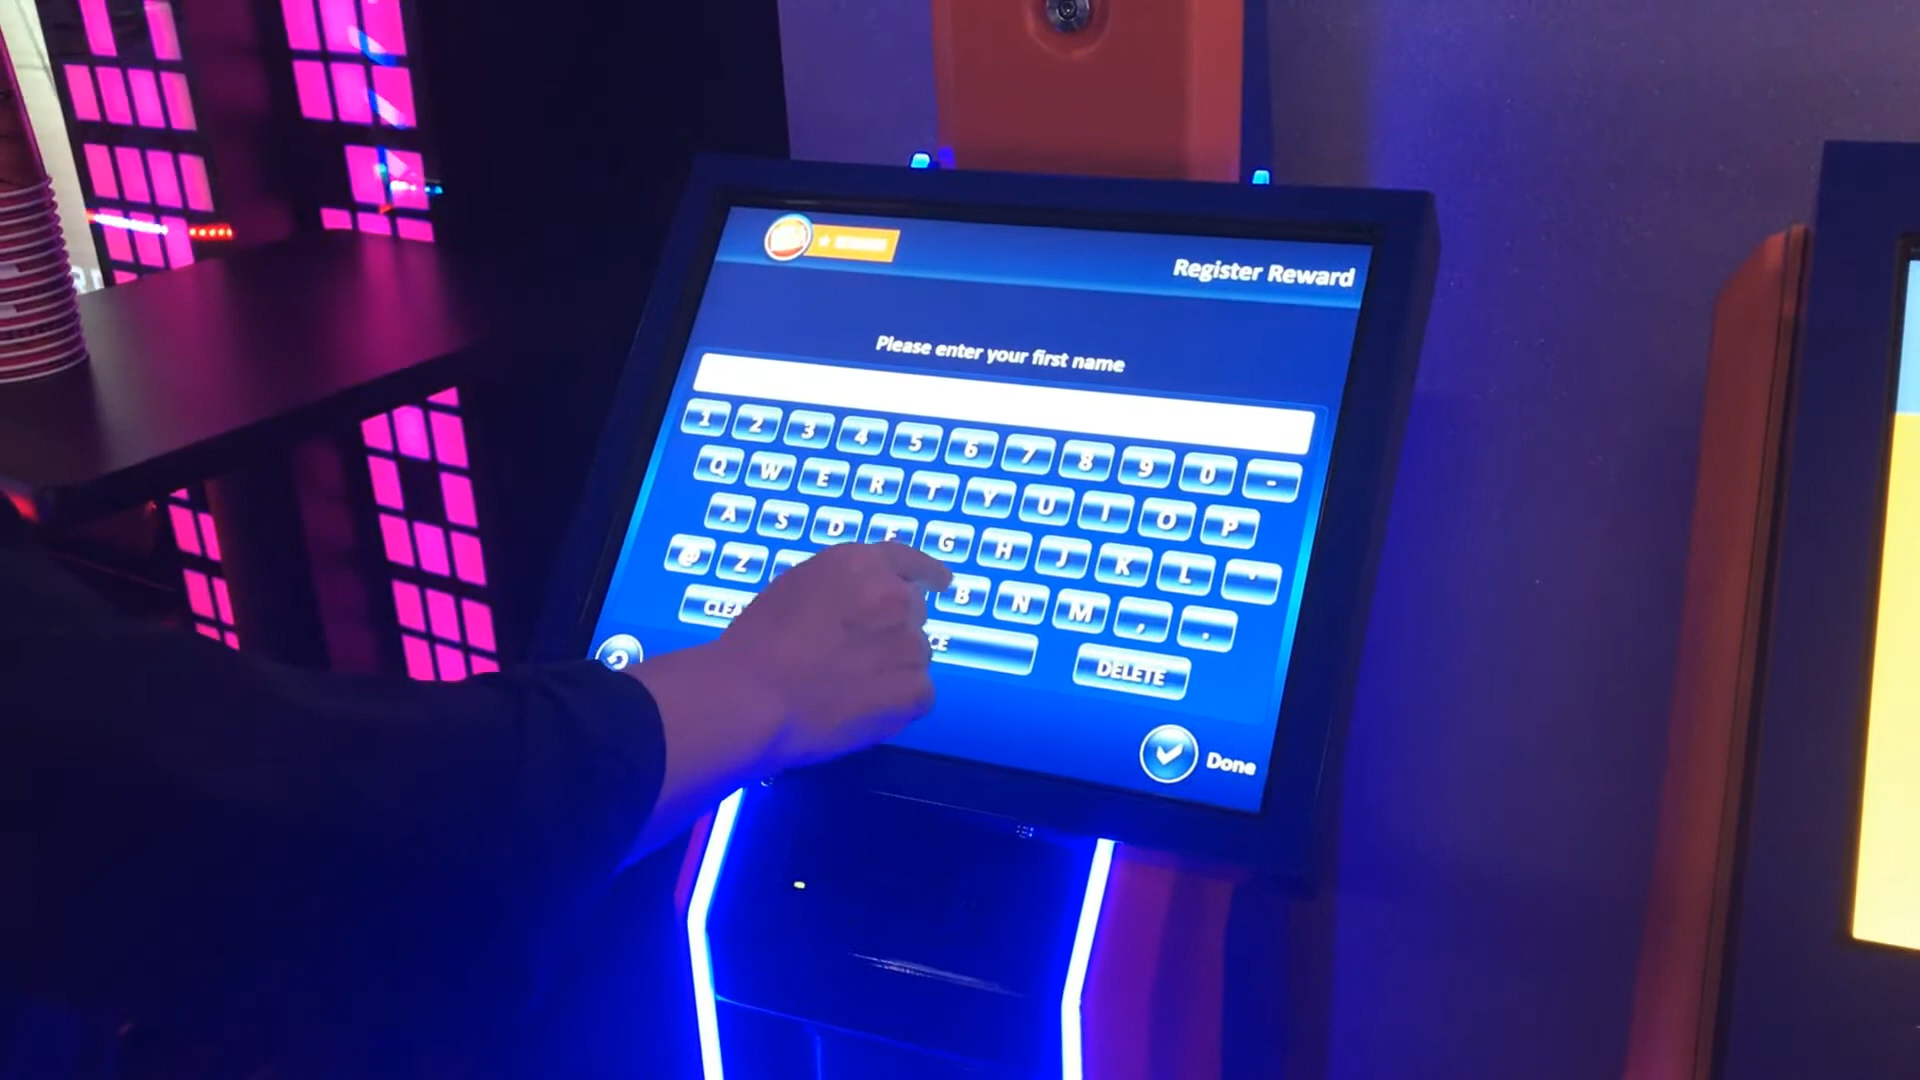 Register Reward
Please enter your first name
1 2 3 4 5 6 7 8 9 0 -
Q W E R T Y U I O P
A S D F G H J K L '
@ Z B N M , .
DELETE
Done